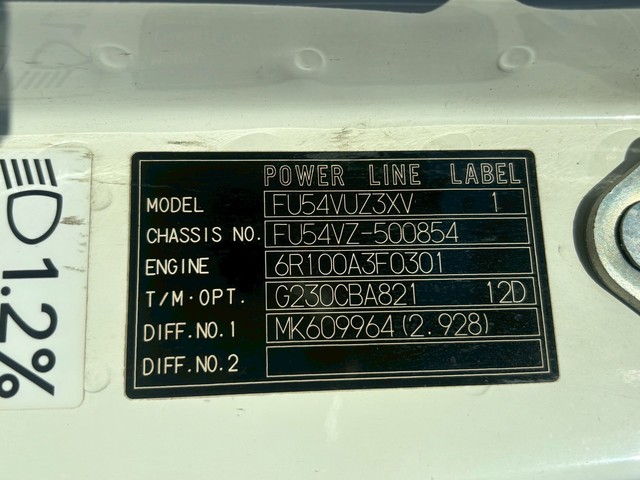 POWER LINE LABEL
MODEL FU54VUZ3XV 1
CHASSIS NO. FU54VZ-500854
ENGINE 6R100A3F0301
T/M·OPT. G230CBA821 12D
DIFF.NO.1 MK609964(2.928)
DIFF.NO.2
1.2%